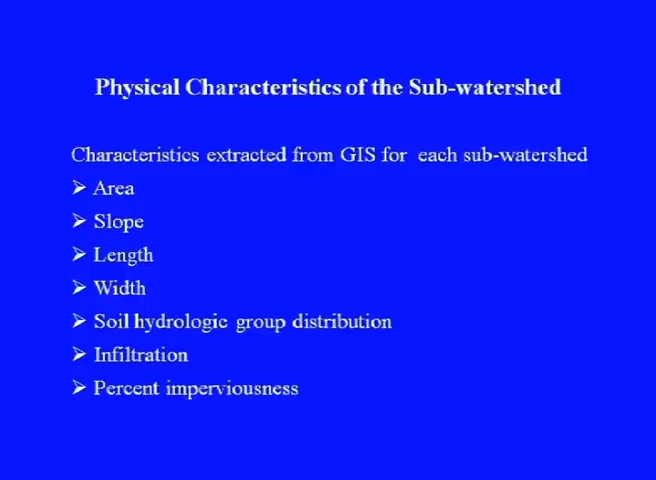 Physical Characteristics of the Sub-watershed
Characteristics extracted from GIS for each sub-watershed
➢ Area
➢ Slope
➢ Length
➢ Width
➢ Soil hydrologic group distribution
➢ Infiltration
➢ Percent imperviousness